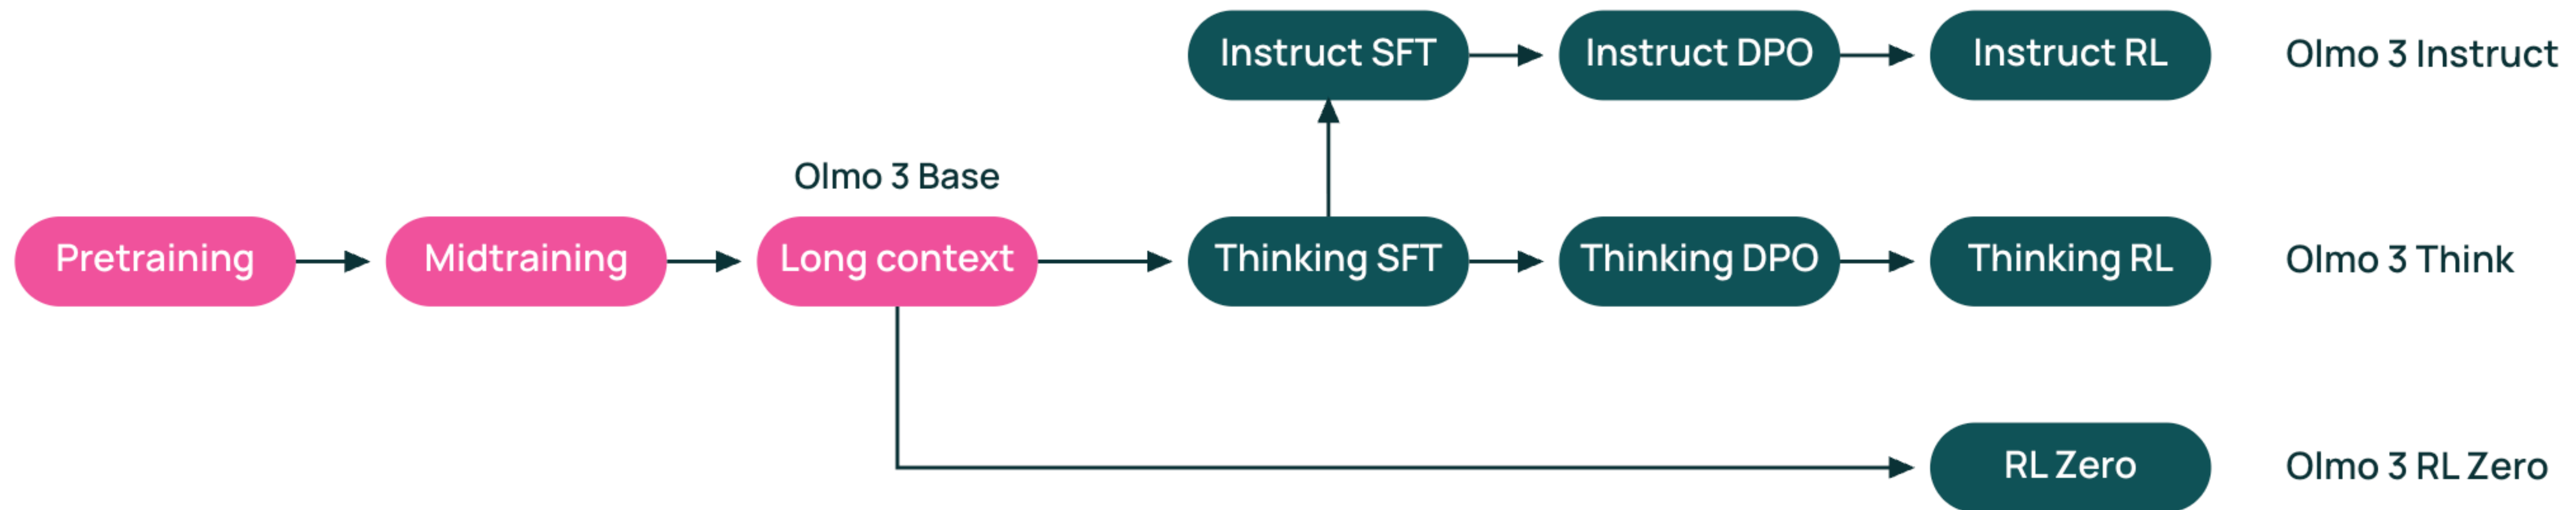 Instruct SFT
Instruct DPO
Instruct RL
Olmo 3 Instruct
Olmo 3 Base
Pretraining
Midtraining
Long context
Thinking SFT
Thinking DPO
Thinking RL
Olmo 3 Think
RL Zero
Olmo 3 RL Zero